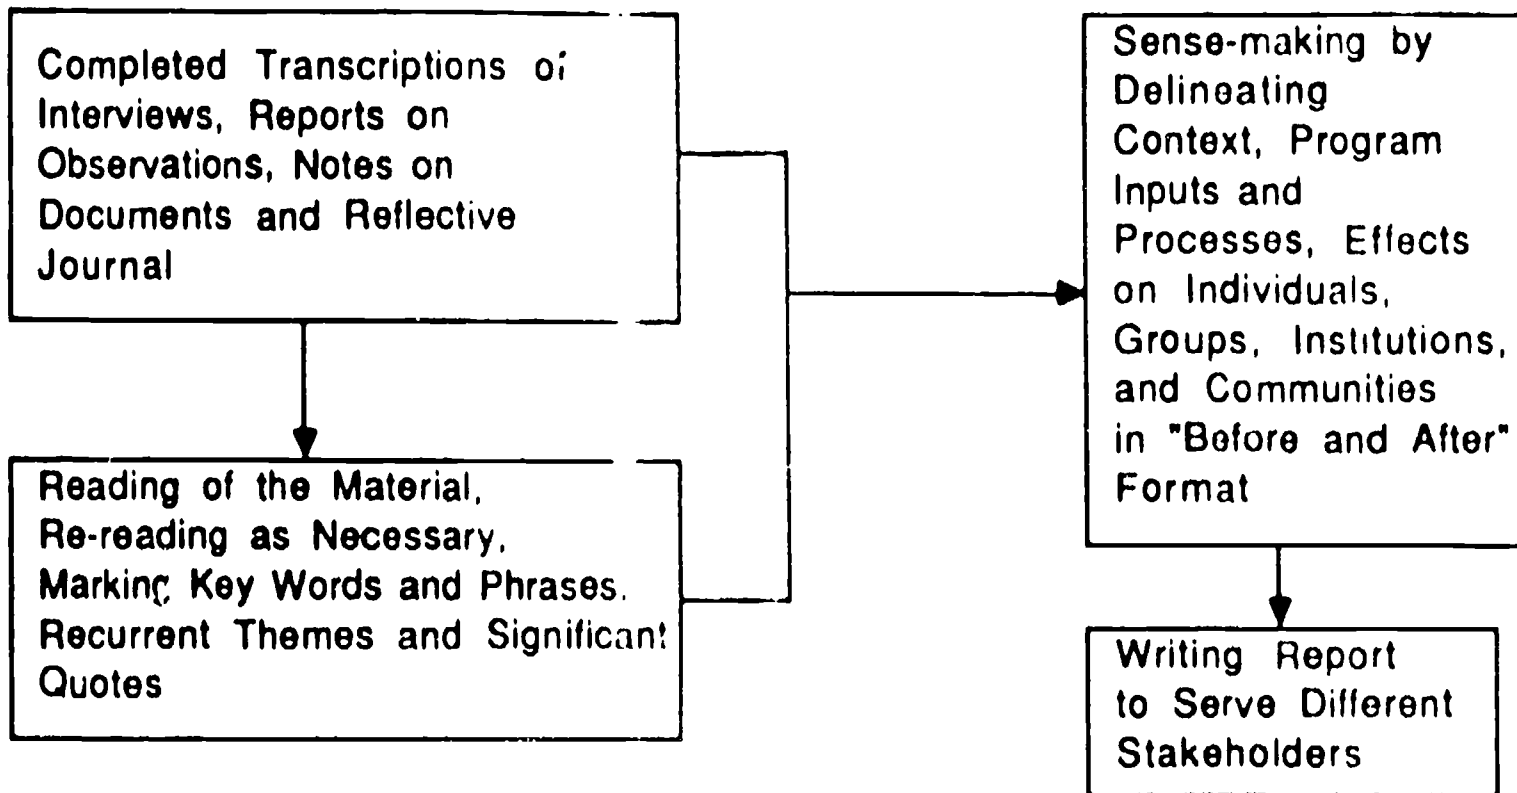 Completed Transcriptions of
Interviews, Reports on
Observations, Notes on
Documents and Reflective
Journal
Reading of the Material,
Re-reading as Necessary,
Marking Key Words and Phrases.
Recurrent Themes and Significant
Quotes
Sense-making by
Delineating
Context, Program
Inputs and
Processes, Effects
on Individuals,
Groups, Institutions,
and Communities
in "Before and After"
Format
Writing Report
to Serve Different
Stakeholders